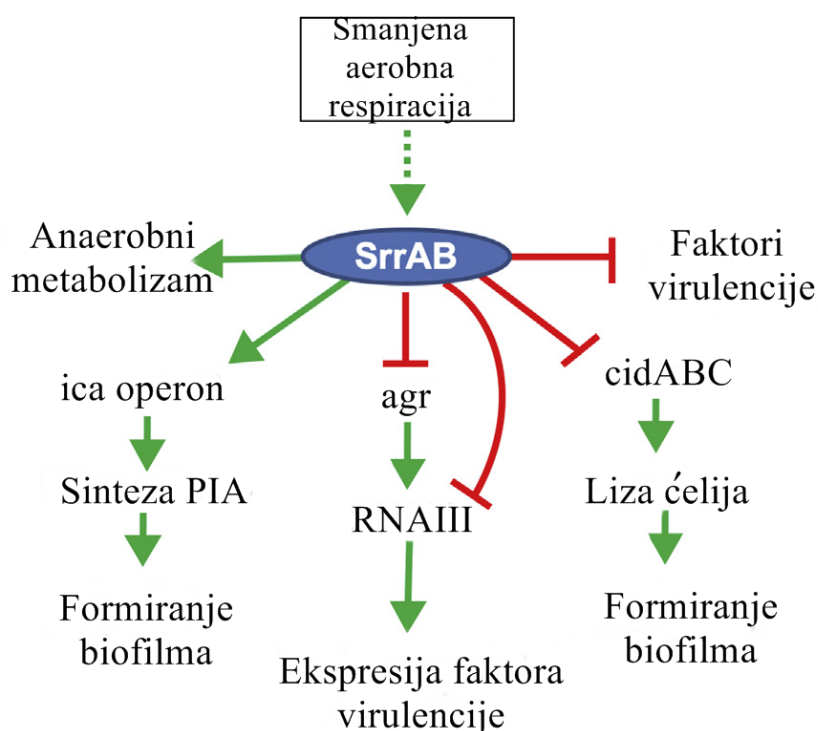 Smanjena
aerobna
respiracija
Anaerobni
metabolizam
SrrAB
Faktori
virulencije
ica operon
agr
cidABC
Sinteza PIA
RNAIII
Liza ćelija
Formiranje
biofilma
Ekspresija faktora
virulencije
Formiranje
biofilma